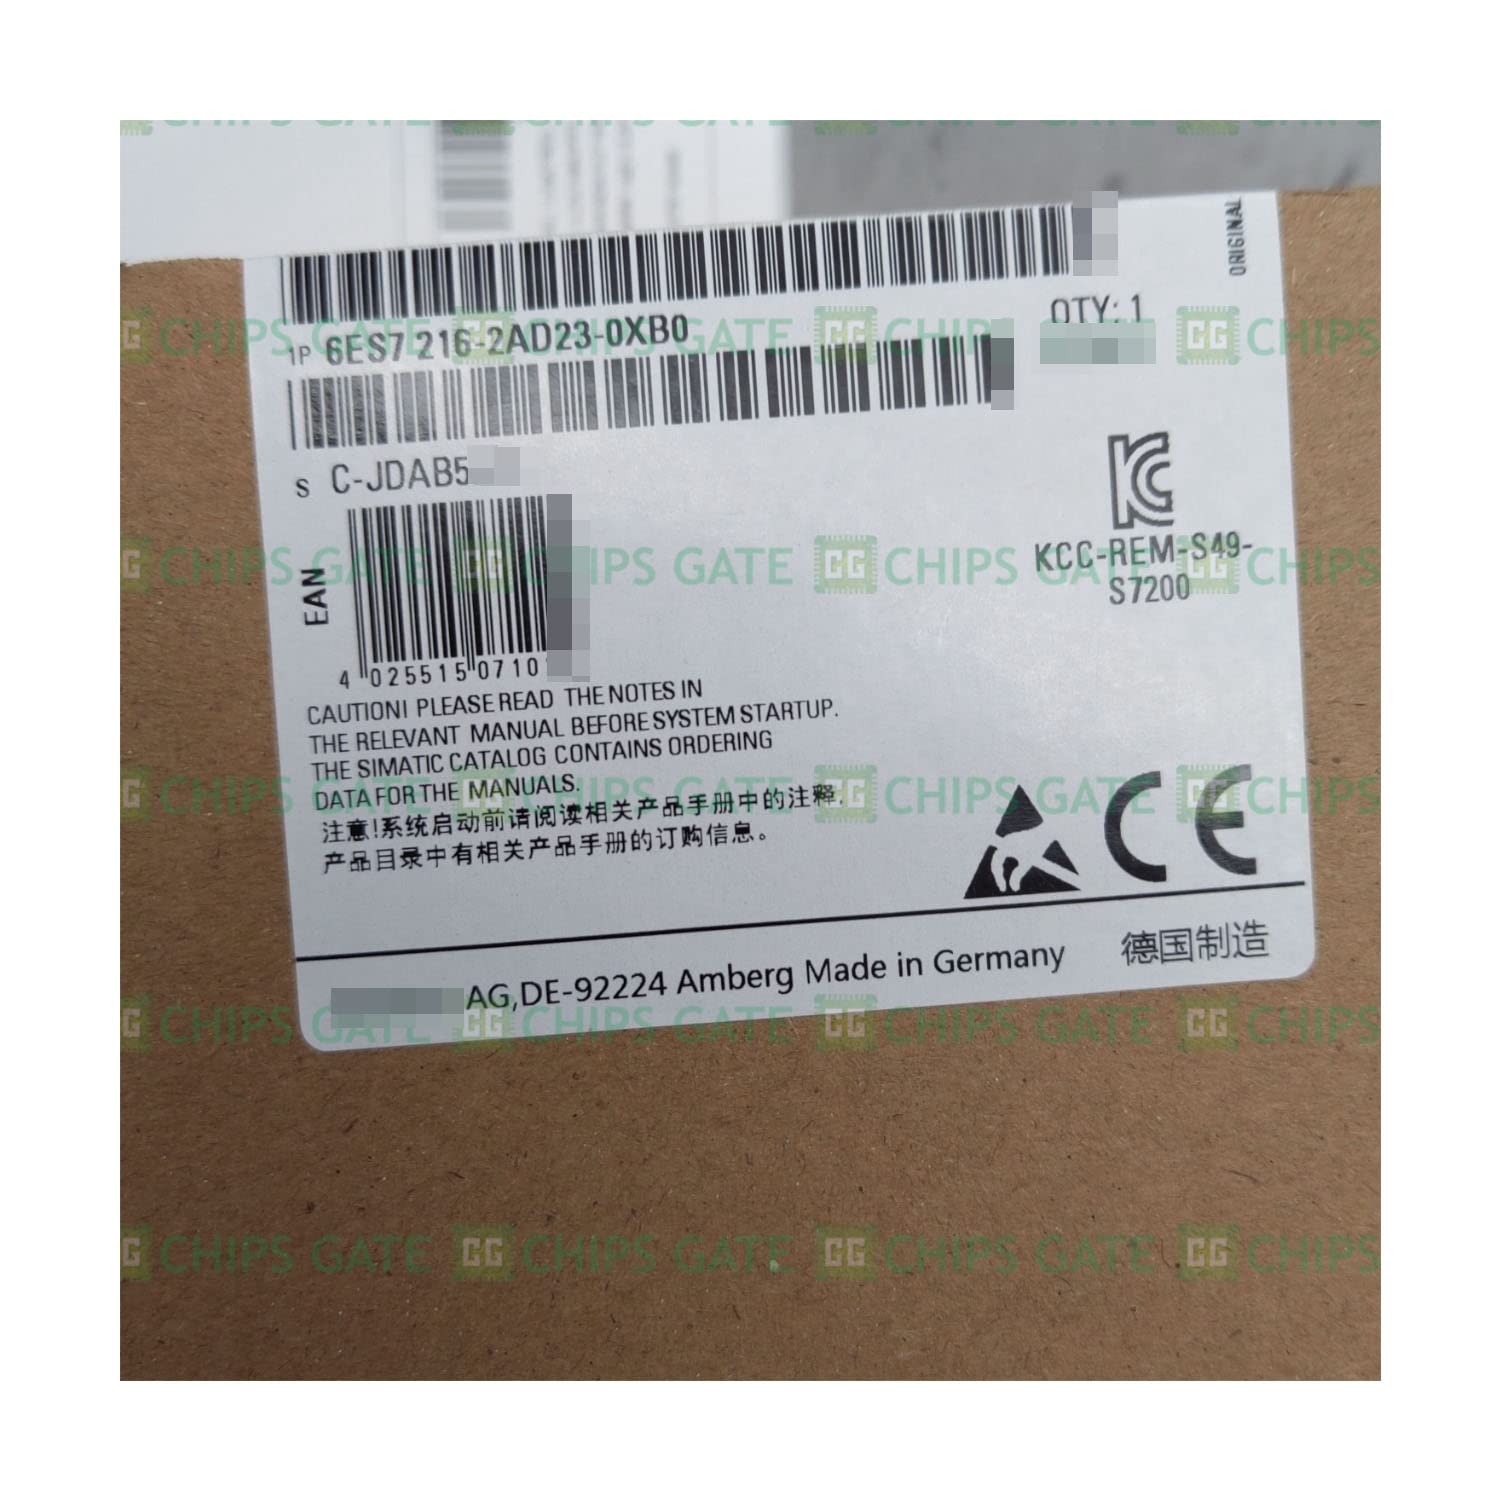 ORIGINAL
1P 6ES7 216-2AD23-0XB0
QTY: 1
S C-JDAB5
KCC-REM-S49-
S7200
EAN
4 025515 0710
CAUTION! PLEASE READ THE NOTES IN
THE RELEVANT MANUAL BEFORE SYSTEM STARTUP.
THE SIMATIC CATALOG CONTAINS ORDERING
DATA FOR THE MANUALS.
注意!系统启动前请阅读相关产品手册中的注释.
产品目录中有相关产品手册的订购信息。
CE
AG,DE-92224 Amberg Made in Germany 德国制造
CHIPS GATE